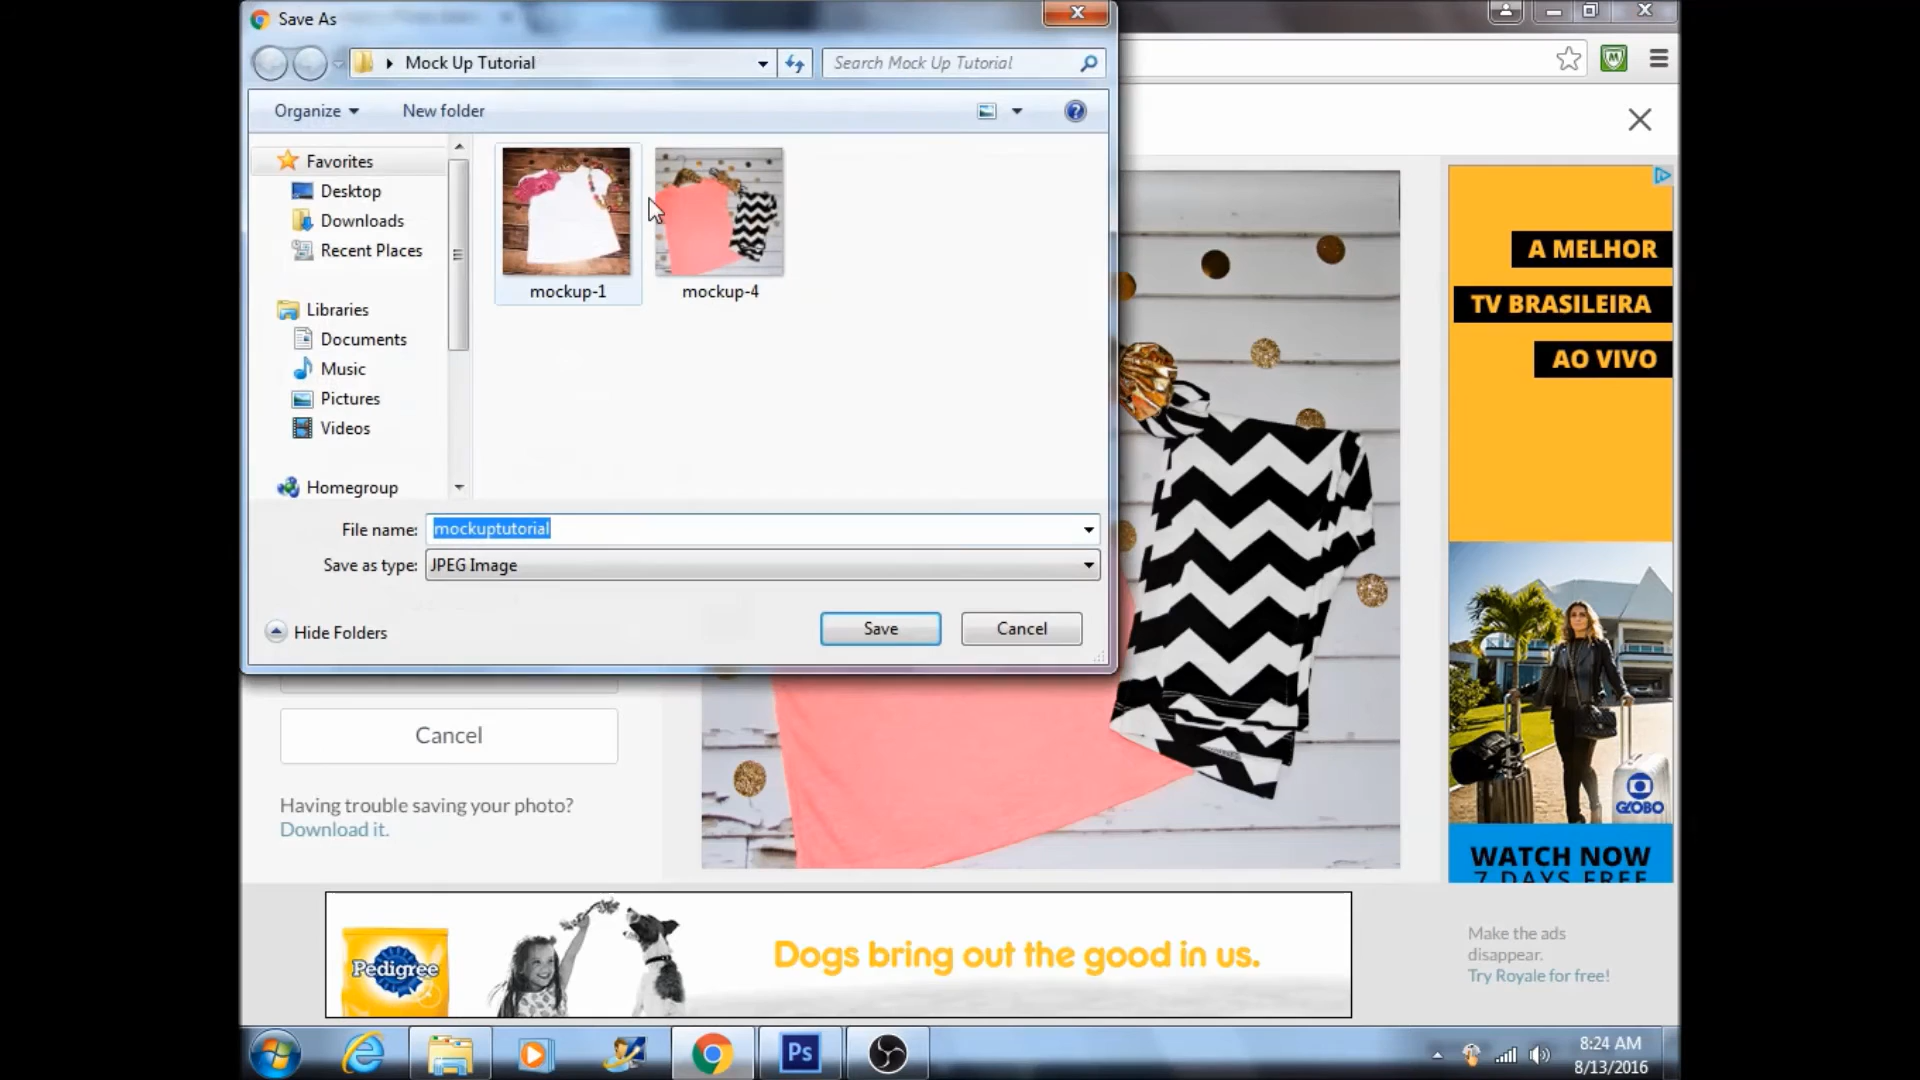 Save As
Mock Up Tutorial
Search Mock Up Tutorial
Organize
New folder
Favorites
Desktop
Downloads
Recent Places
Libraries
Documents
Music
Pictures
Videos
Homegroup
mockup-1
mockup-4
File name: mockuptutorial
Save as type: JPEG Image
Hide Folders
Save
Cancel
Cancel
Having trouble saving your photo?
Download it.
A MELHOR
TV BRASILEIRA
AO VIVO
GLOBO
WATCH NOW
7 DAYS FREE
Pedigree
Dogs bring out the good in us.
Make the ads
disappear.
Try Royale for free!
Ps
8:24 AM
8/13/2016